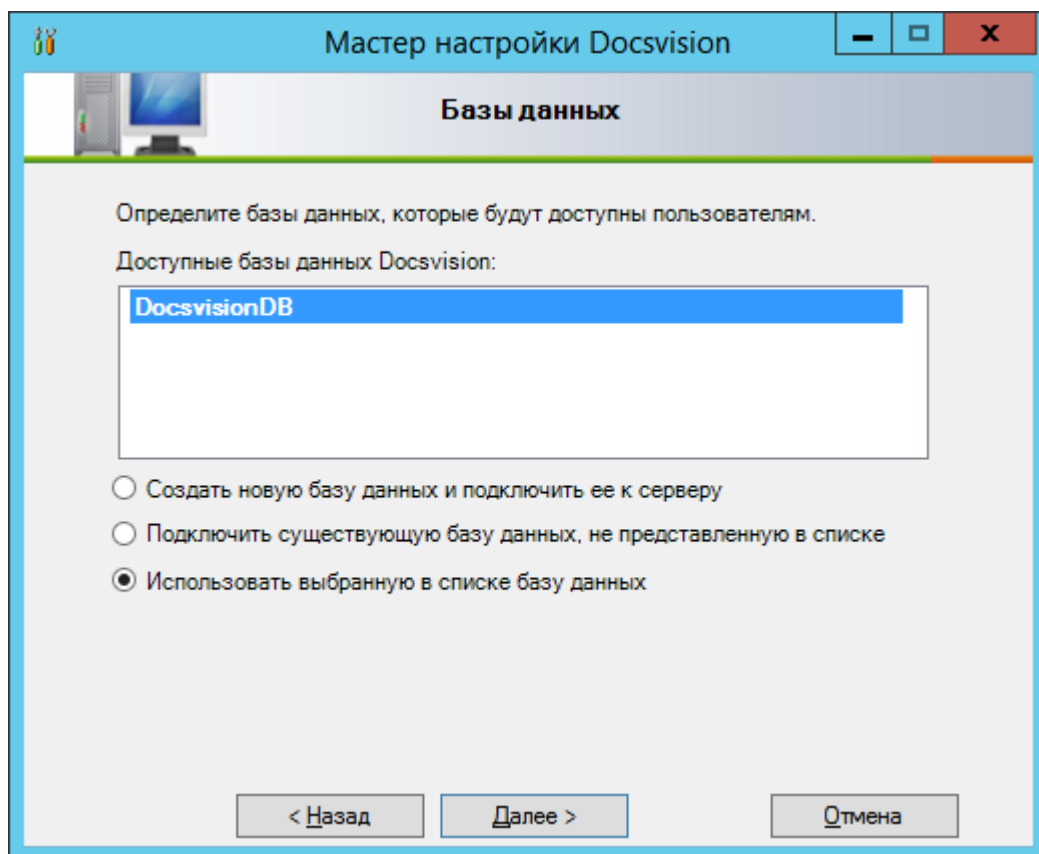 Мастер настройки Docsvision
Базы данных
Определите базы данных, которые будут доступны пользователям.
Доступные базы данных Docsvision:
DocsvisionDB
Создать новую базу данных и подключить ее к серверу
Подключить существующую базу данных, не представленную в списке
Использовать выбранную в списке базу данных
< Назад
Далее >
Отмена